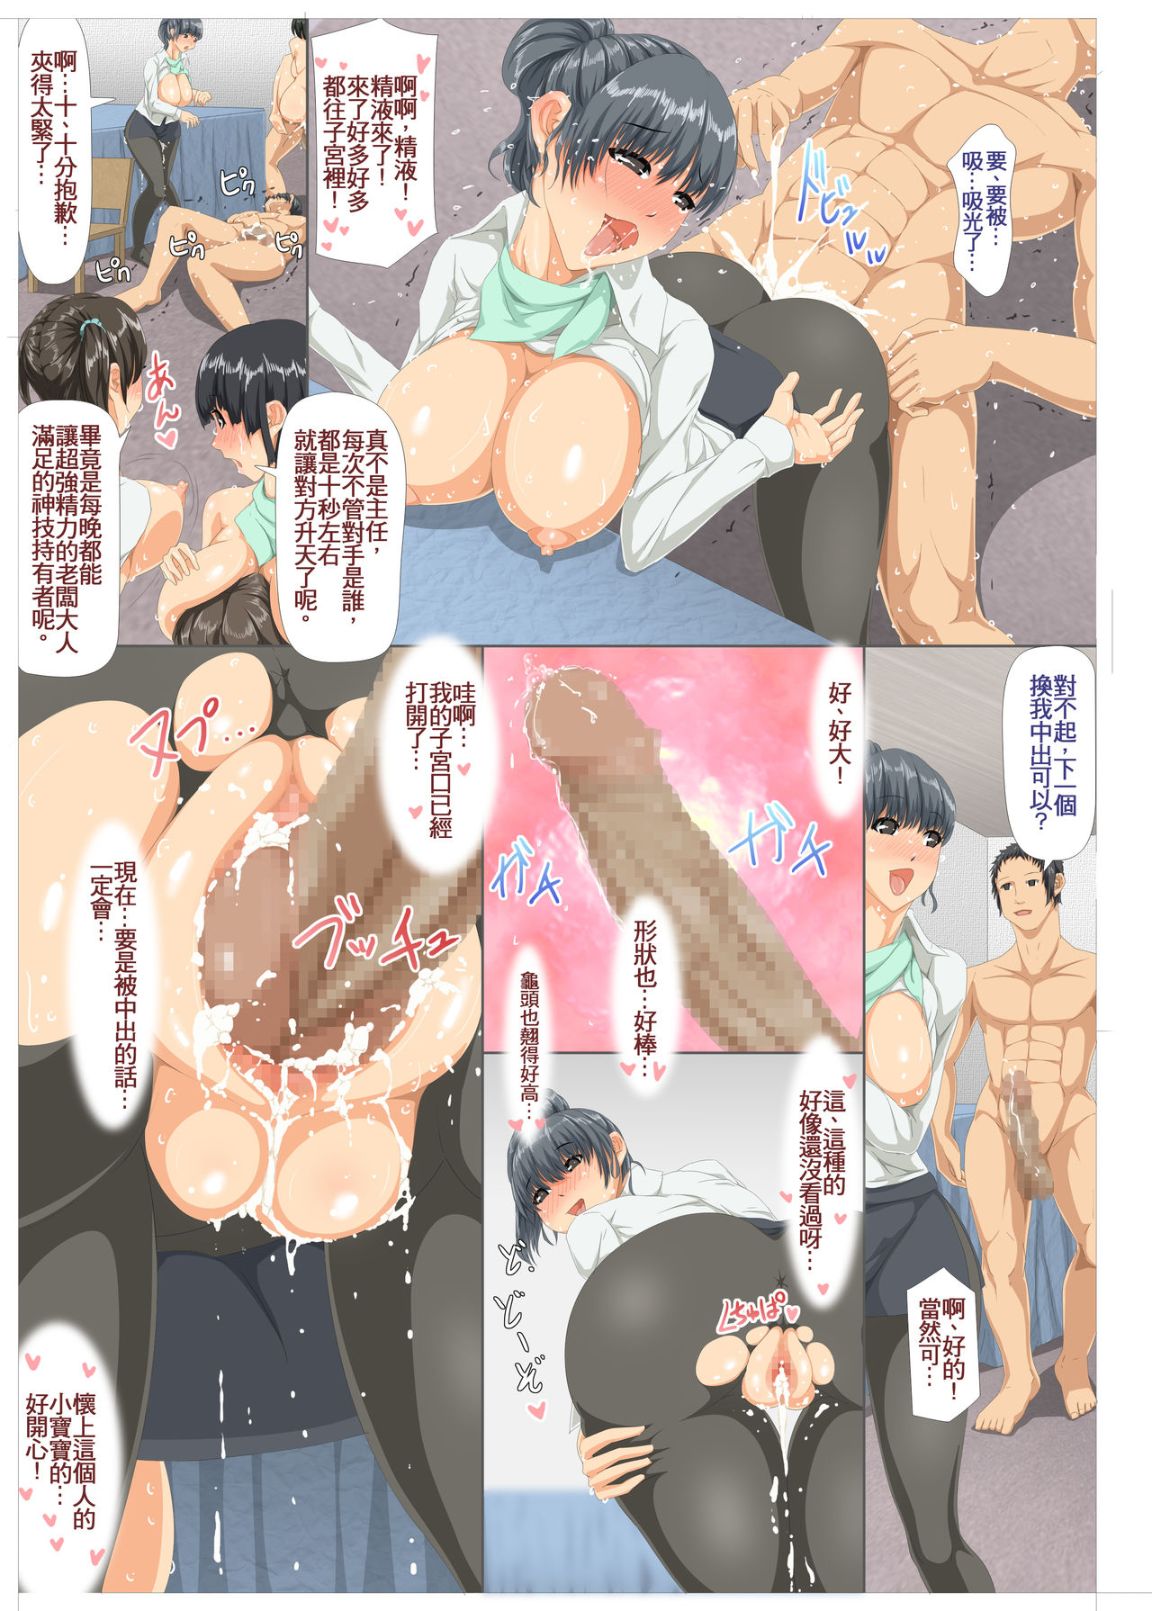 要、要被…
吸…吸光了…
ドビュ
ルルル
啊啊，精液！
精液來了！
來了好多好多
都往子宮裡！
啊…十、十分抱歉…
夾得太緊了…
ピク
ピク
ピク
ピク
あん
真不是主任，
每次不管對手是誰，
都是十秒左右
就讓對方升天了呢。
畢竟是每晚都能
讓超強精力的老闆大人
滿足的神技持有者呢。
對不起，下一個
換我中出可以？
啊、好的！
當然可…
好、好大！
ガチ
ガチ
形狀也…好棒…
龜頭也翹得好高…
這、這種的
好像還沒看過呀…
くちゅぱ
ど、
どーぞ
哇啊…
我的子宮口已經
打開了…
ヌプ…
ブッチュ
現在…要是被中出的話…
一定會…
懷上這個人的
小寶寶的…
好開心！